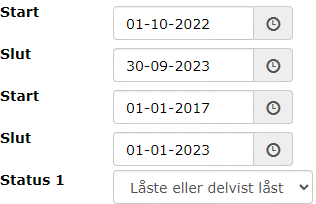 Start 01-10-2022
Slut 30-09-2023
Start 01-01-2017
Slut 01-01-2023
Status 1 Låste eller delvist låst